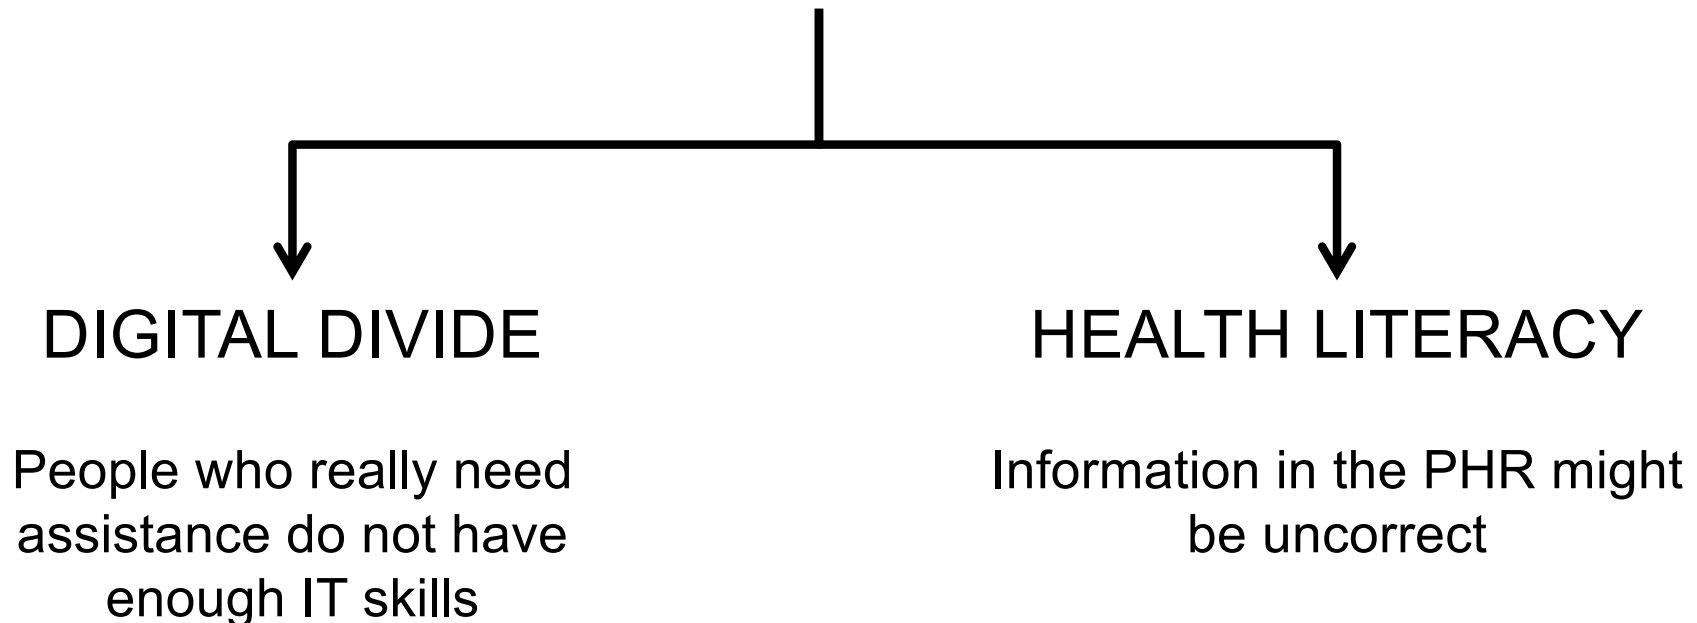 DIGITAL DIVIDE
People who really need
assistance do not have
enough IT skills
HEALTH LITERACY
Information in the PHR might
be uncorrect